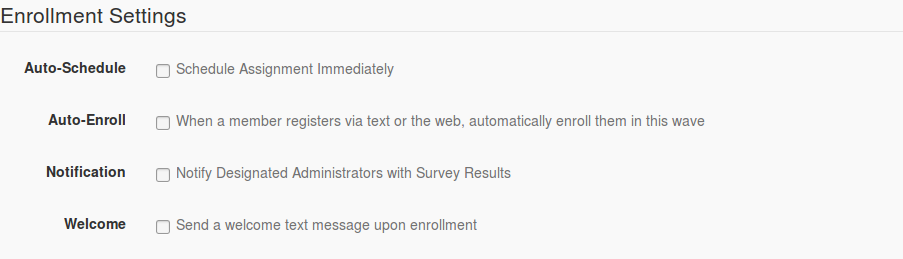 Enrollment Settings
Auto-Schedule Schedule Assignment Immediately
Auto-Enroll When a member registers via text or the web, automatically enroll them in this wave
Notification Notify Designated Administrators with Survey Results
Welcome Send a welcome text message upon enrollment